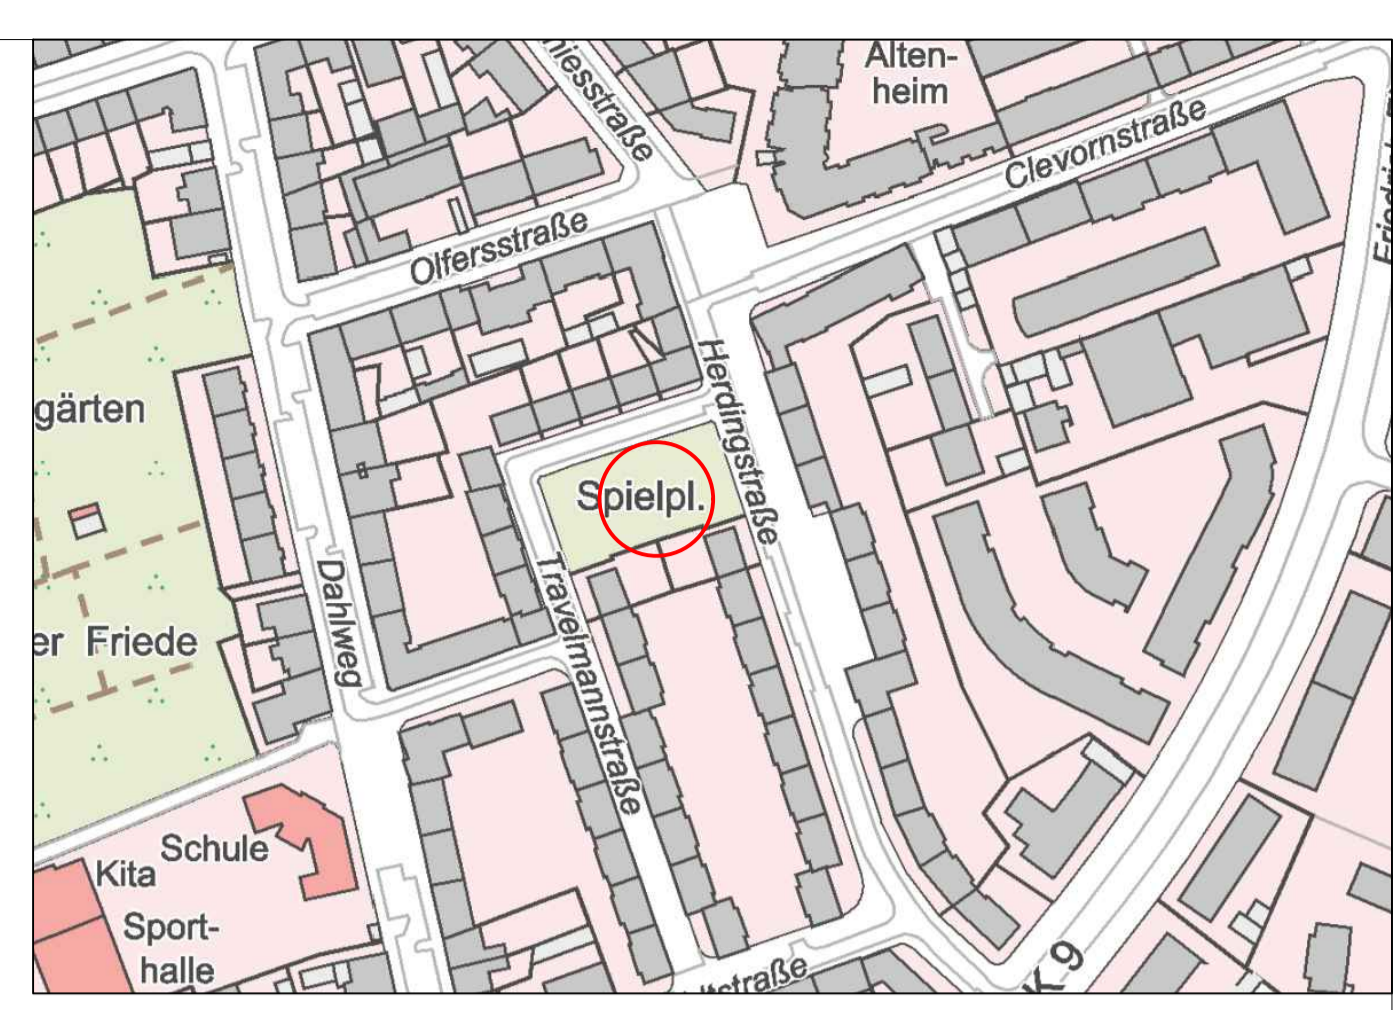 Alten-
heim
Clevornstraße
Olfersstraße
Herdingstraße
gärten
Spielpl.
Dahlweg
Travelmannstraße
er Friede
Schule
Kita
Sport-
halle
K 9